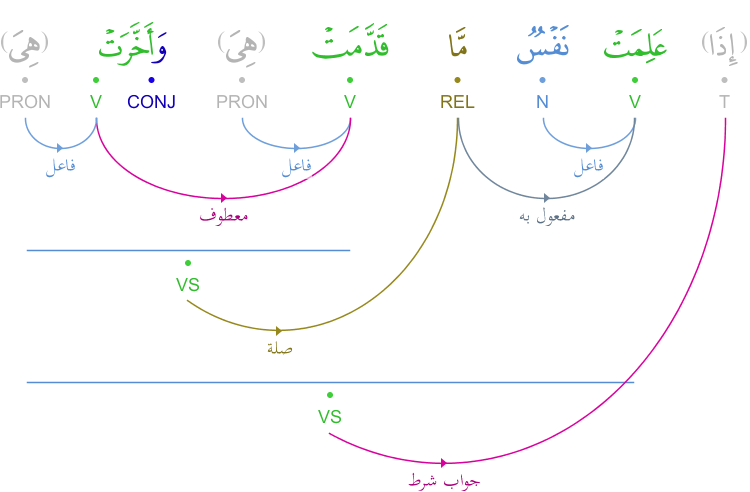 (إِذَا) عَلِمَتْ نَفْسٌ مَّا قَدَّمَتْ (هِيَ) وَأَخَّرَتْ (هِيَ)
T V N REL V PRON CONJ V PRON
فاعل فاعل فاعل
مفعول به معطوف
VS
صلة
VS
جواب شرط